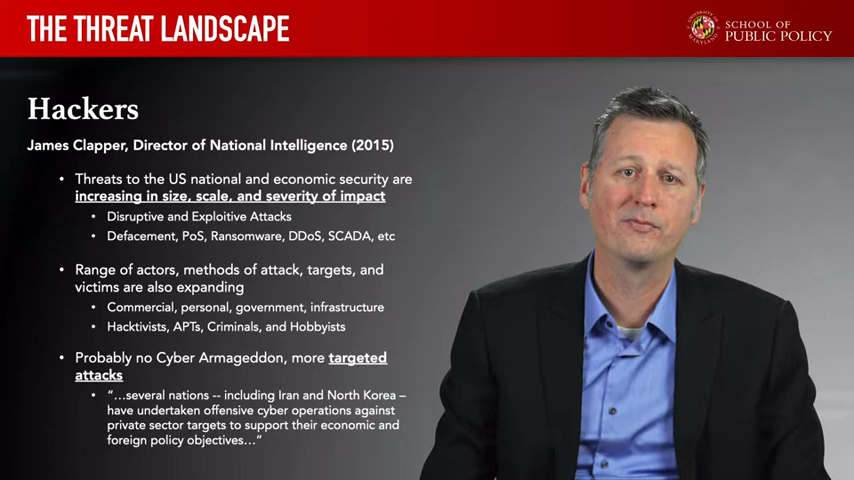 THE THREAT LANDSCAPE
UNIVERSITY OF MARYLAND
SCHOOL OF
PUBLIC POLICY
Hackers
James Clapper, Director of National Intelligence (2015)
• Threats to the US national and economic security are
increasing in size, scale, and severity of impact
• Disruptive and Exploitive Attacks
• Defacement, PoS, Ransomware, DDoS, SCADA, etc
• Range of actors, methods of attack, targets, and
victims are also expanding
• Commercial, personal, government, infrastructure
• Hacktivists, APTs, Criminals, and Hobbyists
• Probably no Cyber Armageddon, more targeted
attacks
• “…several nations -- including Iran and North Korea –
have undertaken offensive cyber operations against
private sector targets to support their economic and
foreign policy objectives…”